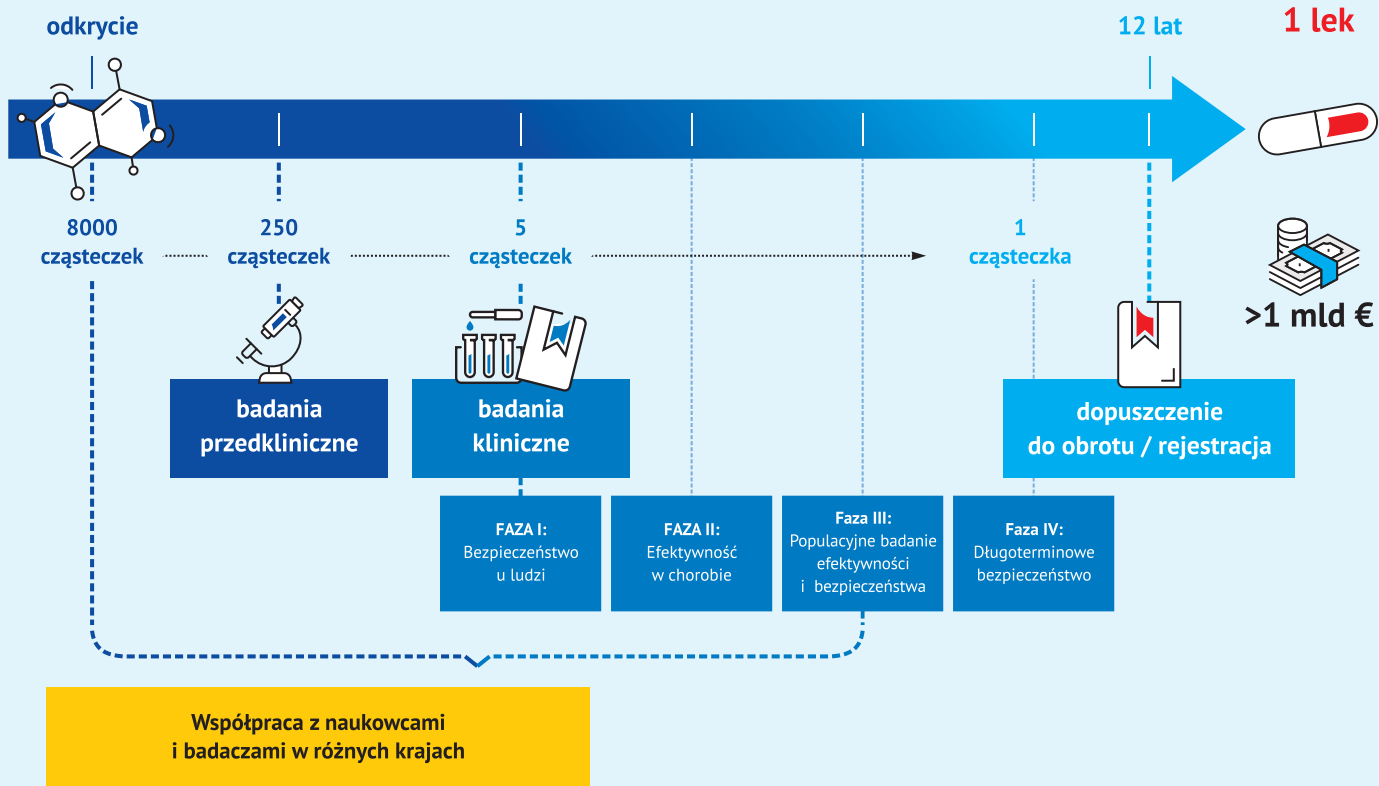 odkrycie
12 lat
1 lek
8000
cząsteczek
250
cząsteczek
5
cząsteczek
1
cząsteczka
>1 mld €
badania
przedkliniczne
badania
kliniczne
dopuszczenie
do obrotu / rejestracja
FAZA I:
Bezpieczeństwo
u ludzi
FAZA II:
Efektywność
w chorobie
Faza III:
Populacyjne badanie
efektywności
i bezpieczeństwa
Faza IV:
Długoterminowe
bezpieczeństwo
Współpraca z naukowcami
i badaczami w różnych krajach